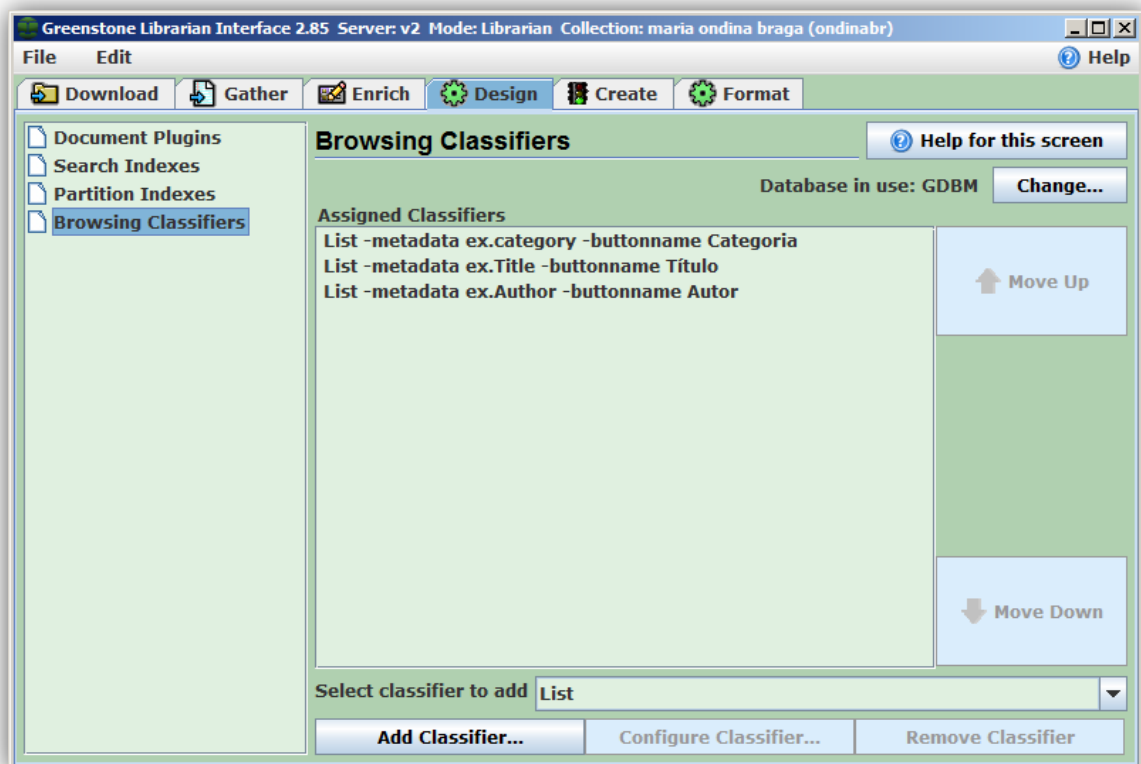 Greenstone Librarian Interface 2.85 Server: v2 Mode: Librarian Collection: maria ondina braga (ondinabr)
File Edit Help
Download Gather Enrich Design Create Format
Document Plugins
Search Indexes
Partition Indexes
Browsing Classifiers
Browsing Classifiers
Help for this screen
Database in use: GDBM Change...
Assigned Classifiers
List -metadata ex.category -buttonname Categoria
List -metadata ex.Title -buttonname Título
List -metadata ex.Author -buttonname Autor
Move Up
Move Down
Select classifier to add List
Add Classifier... Configure Classifier... Remove Classifier